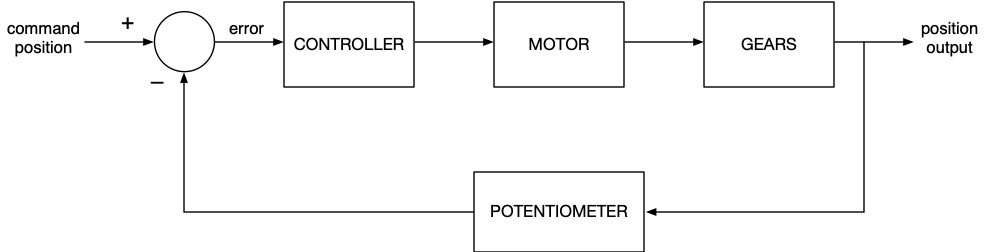 command
position
+
error
CONTROLLER
MOTOR
GEARS
position
output
−
POTENTIOMETER